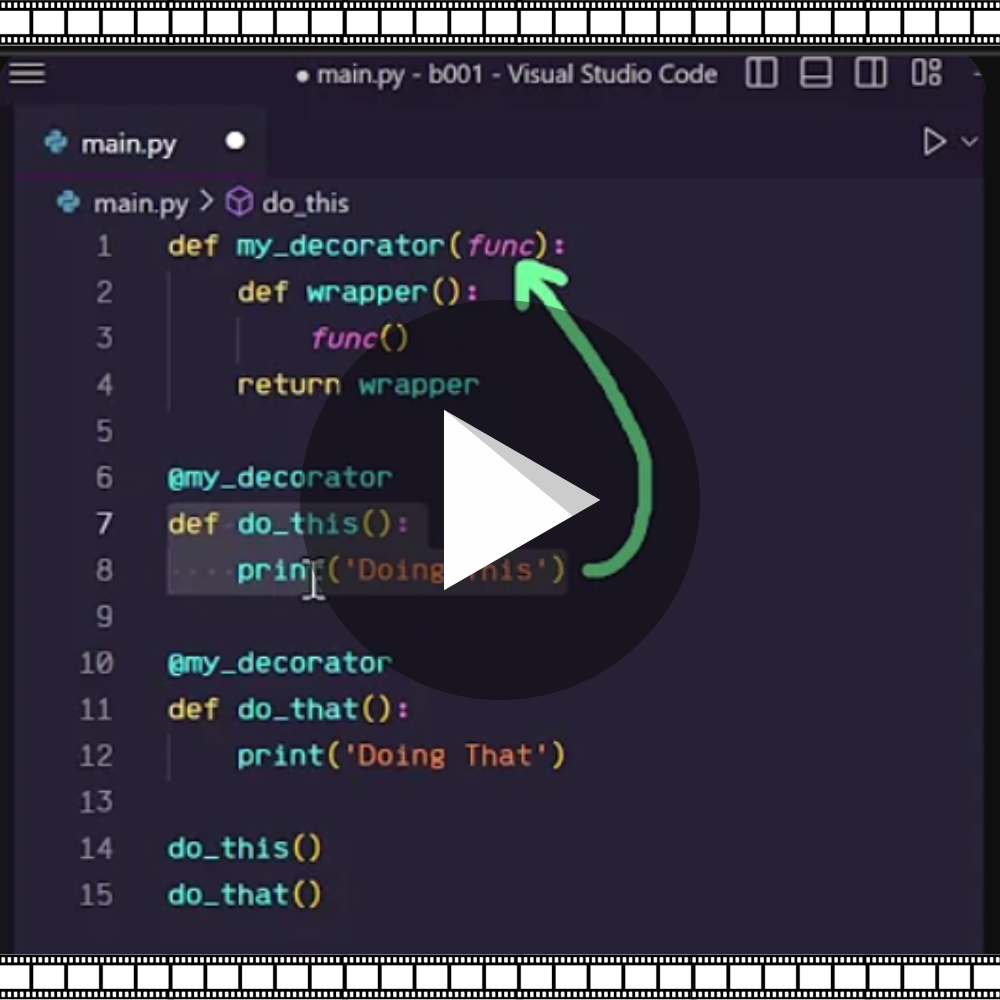 main.py - b001 - Visual Studio Code
main.py
main.py > do_this
1 def my_decorator(func):
2 def wrapper():
3 func()
4 return wrapper
5
6 @my_decorator
7 def do_this():
8 print('Doing This')
9
10 @my_decorator
11 def do_that():
12 print('Doing That')
13
14 do_this()
15 do_that()